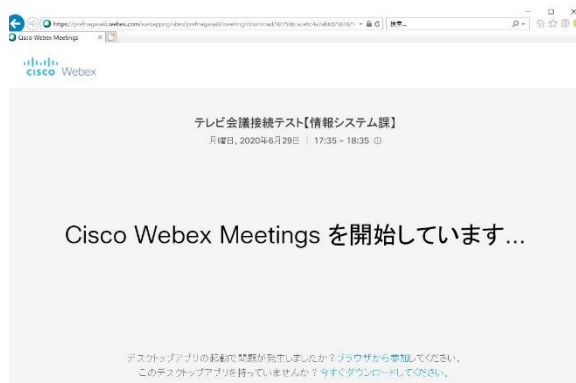 検索...
Cisco Webex Meetings
CISCO Webex
テレビ会議接続テスト【情報システム課】
月曜日, 2020年6月29日 | 17:35 - 18:35
Cisco Webex Meetings を開始しています...
デスクトップアプリの起動で問題が発生しましたか？ブラウザから参加してください。
このデスクトップアプリを持っていませんか？今すぐダウンロードしてください。